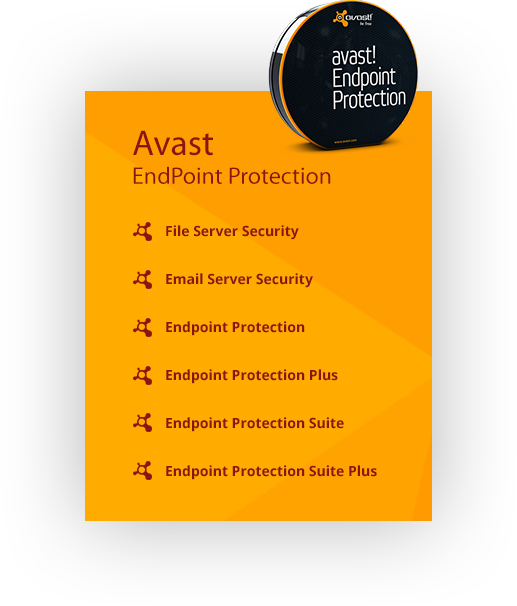 avast!
be free
avast!
Endpoint
Protection
www.avast.com
Avast
EndPoint Protection
File Server Security
Email Server Security
Endpoint Protection
Endpoint Protection Plus
Endpoint Protection Suite
Endpoint Protection Suite Plus